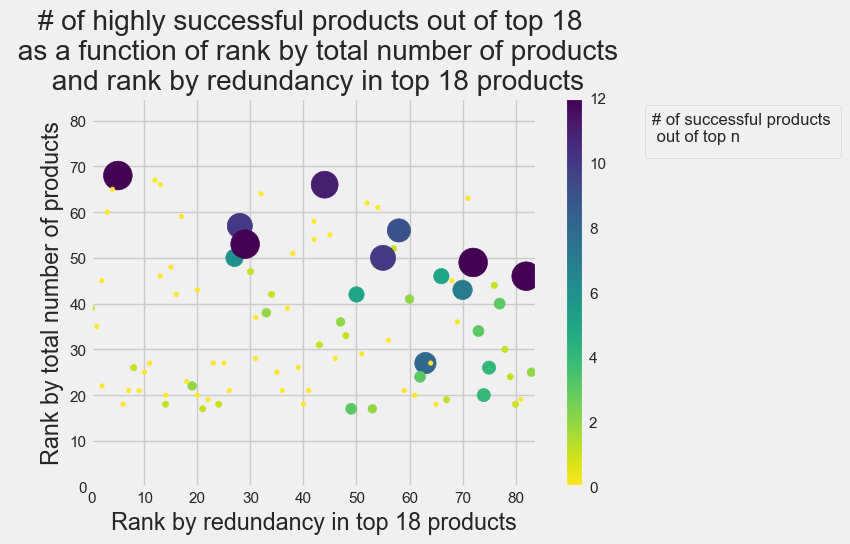 # of highly successful products out of top 18
as a function of rank by total number of products
and rank by redundancy in top 18 products
Rank by total number of products
80
70
60
50
40
30
20
10
0
0 10 20 30 40 50 60 70 80
Rank by redundancy in top 18 products
12
10
8
6
4
2
0
# of successful products
out of top n